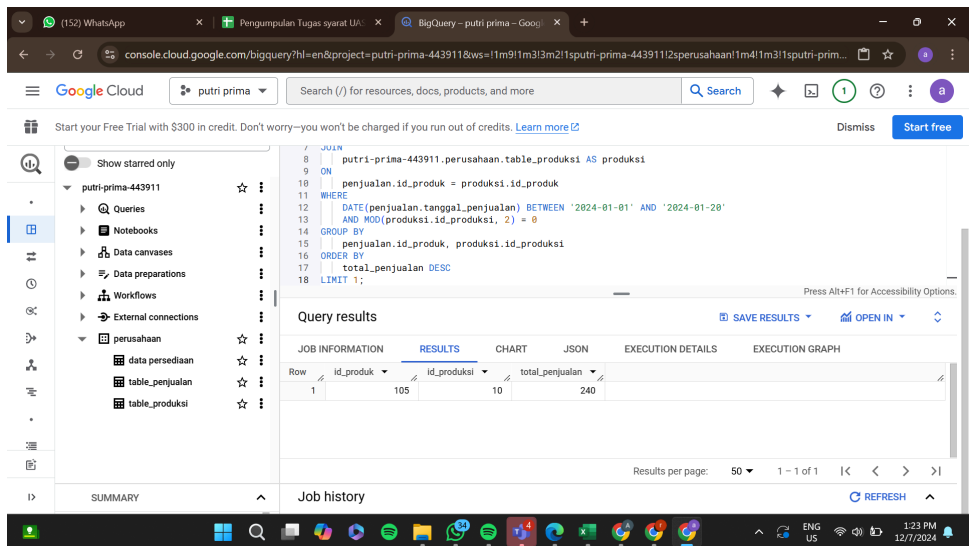 (152) WhatsApp
Pengumpulan Tugas syarat UAS
BigQuery – putri prima – Googl
console.cloud.google.com/bigquery?hl=en&project=putri-prima-443911&ws=!1m9!1m3!3m2!1sputri-prima-443911!2sperusahaan!1m4!1m3!1sputri-prim...
a
Google Cloud
putri prima
Search (/) for resources, docs, products, and more
Search
1
a
Start your Free Trial with $300 in credit. Don't worry—you won't be charged if you run out of credits. Learn more
Dismiss
Start free
Show starred only
putri-prima-443911
Queries
Notebooks
Data canvases
Data preparations
Workflows
External connections
perusahaan
data persediaan
table_penjualan
table_produksi
SUMMARY
7 JOIN
8 putri-prima-443911.perusahaan.table_produksi AS produksi
9 ON
10 penjualan.id_produk = produksi.id_produk
11 WHERE
12 DATE(penjualan.tanggal_penjualan) BETWEEN '2024-01-01' AND '2024-01-20'
13 AND MOD(produksi.id_produksi, 2) = 0
14 GROUP BY
15 penjualan.id_produk, produksi.id_produksi
16 ORDER BY
17 total_penjualan DESC
18 LIMIT 1;
Press Alt+F1 for Accessibility Options.
Query results
SAVE RESULTS
OPEN IN
JOB INFORMATION RESULTS CHART JSON EXECUTION DETAILS EXECUTION GRAPH
Row id_produk id_produksi total_penjualan
1 105 10 240
Results per page: 50 1 – 1 of 1
Job history
REFRESH
34
4
ENG
US
1:23 PM
12/7/2024